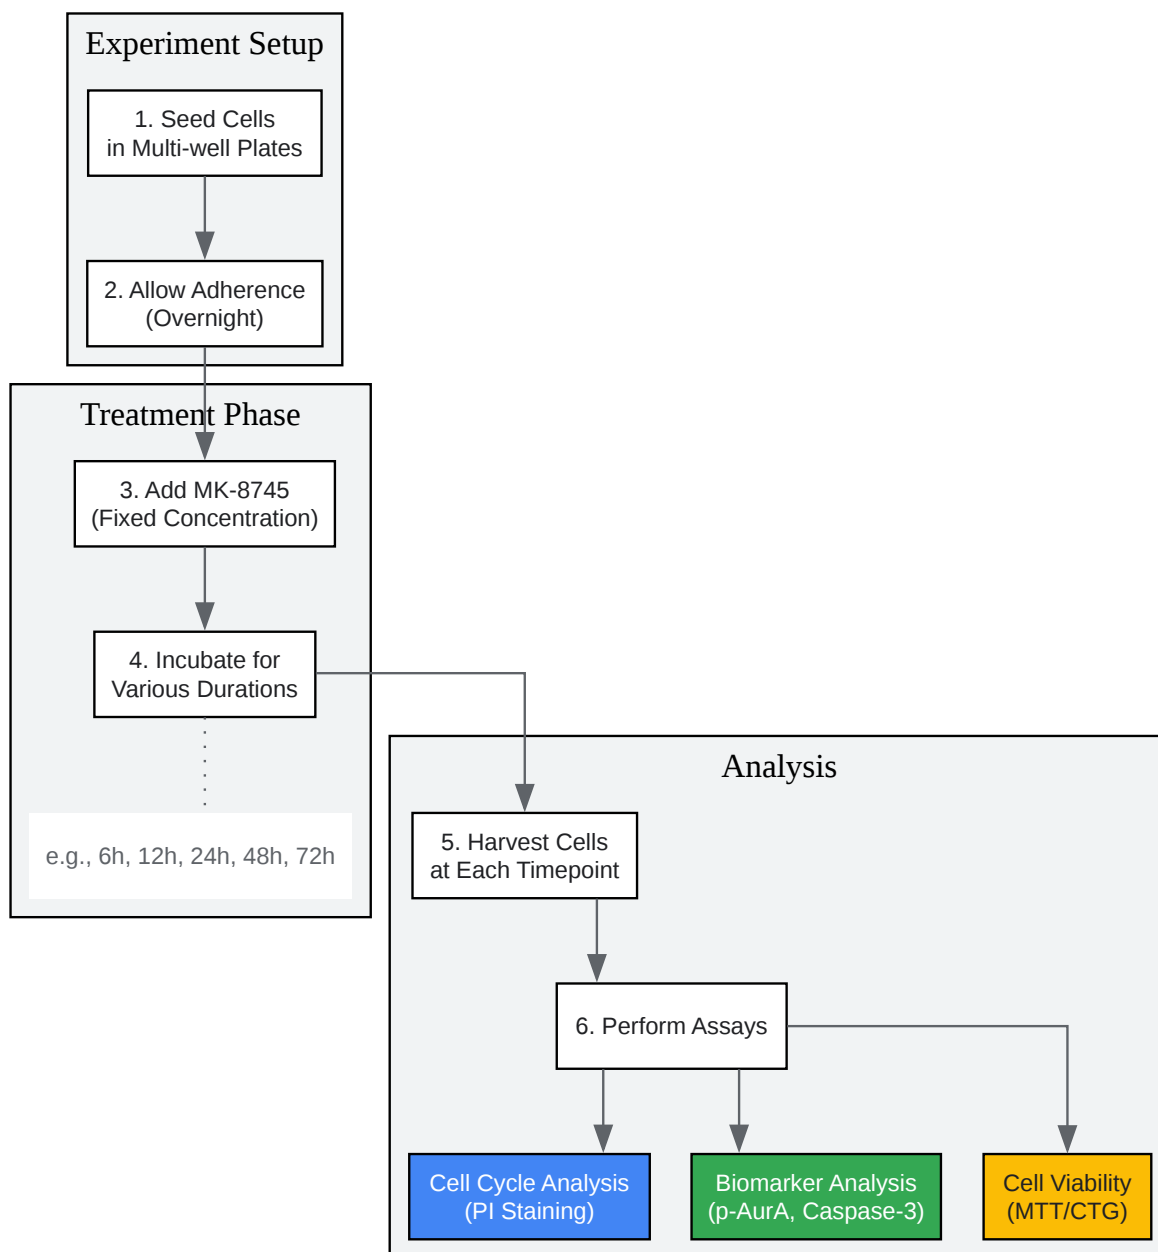 Experiment Setup
1. Seed Cells
in Multi-well Plates
2. Allow Adherence
(Overnight)
Treatment Phase
3. Add MK-8745
(Fixed Concentration)
4. Incubate for
Various Durations
e.g., 6h, 12h, 24h, 48h, 72h
Analysis
5. Harvest Cells
at Each Timepoint
6. Perform Assays
Cell Cycle Analysis
(PI Staining)
Biomarker Analysis
(p-AurA, Caspase-3)
Cell Viability
(MTT/CTG)